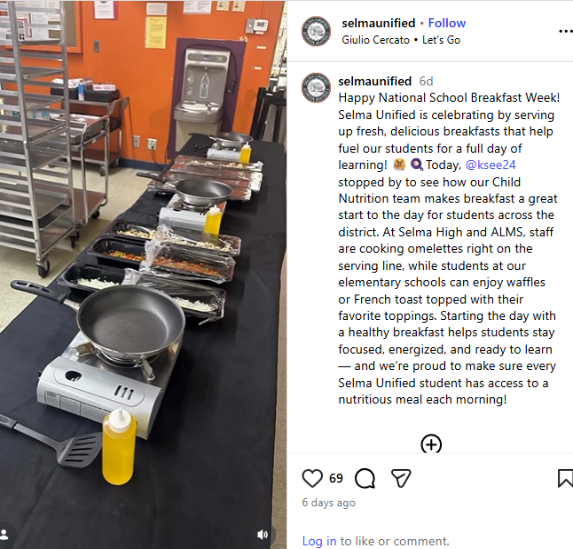 selmaunified • Follow
Giulio Cercato • Let's Go
selmaunified 6d
Happy National School Breakfast Week!
Selma Unified is celebrating by serving
up fresh, delicious breakfasts that help
fuel our students for a full day of
learning! 🥞 🍳 Today, @ksee24
stopped by to see how our Child
Nutrition team makes breakfast a great
start to the day for students across the
district. At Selma High and ALMS, staff
are cooking omelettes right on the
serving line, while students at our
elementary schools can enjoy waffles
or French toast topped with their
favorite toppings. Starting the day with
a healthy breakfast helps students stay
focused, energized, and ready to learn
— and we're proud to make sure every
Selma Unified student has access to a
nutritious meal each morning!
69
6 days ago
Log in to like or comment.